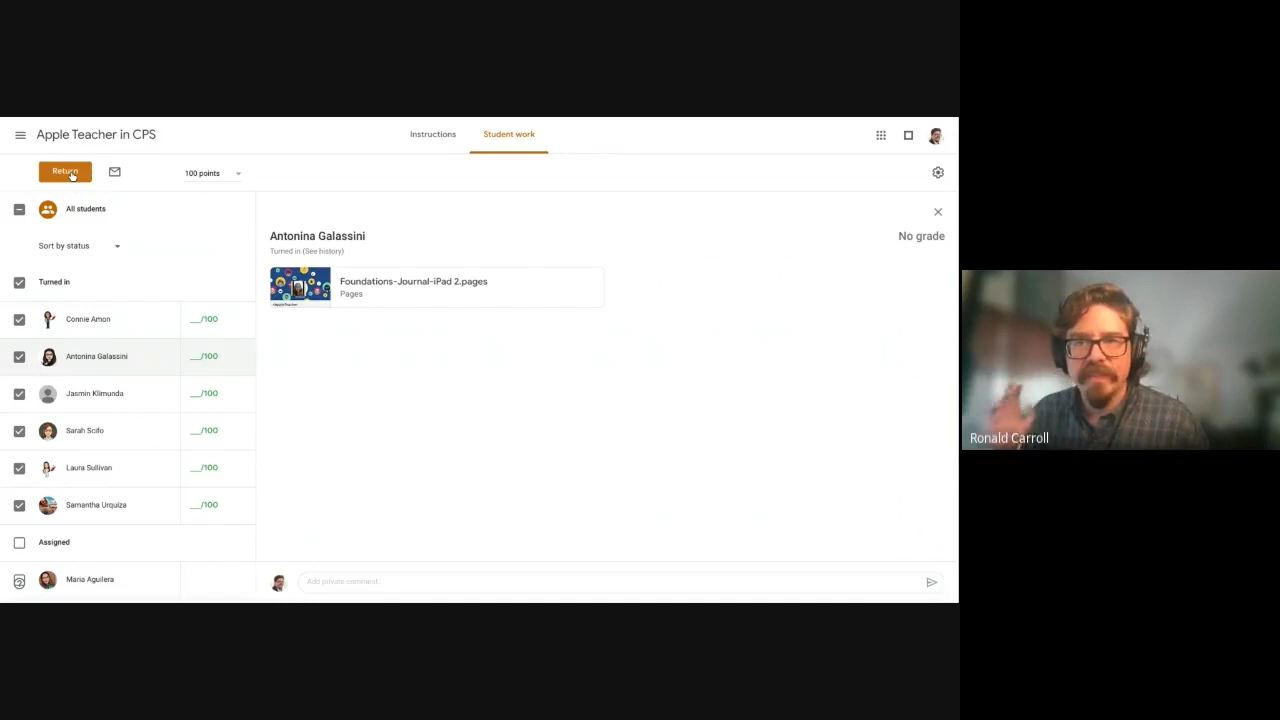 Apple Teacher in CPS
Instructions
Student work
Return
100 points
All students
Sort by status
Turned in
Connie Amon
__/100
Antonina Galassini
__/100
Jasmin Klimunda
__/100
Sarah Scifo
__/100
Laura Sullivan
__/100
Samantha Urquiza
__/100
Assigned
Maria Aguilera
Antonina Galassini
No grade
Turned in (See history)
Foundations-Journal-iPad 2.pages
Pages
Add private comment...
Ronald Carroll